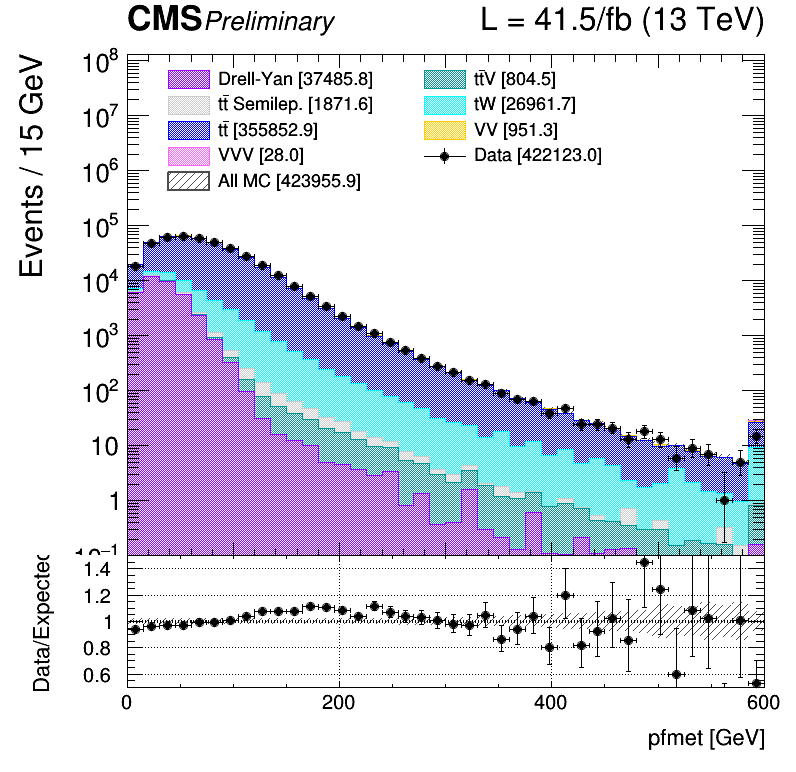 CMS Preliminary L = 41.5/fb (13 TeV)
Events / 15 GeV
10⁸
10⁷
10⁶
10⁵
10⁴
10³
10²
10
1
10⁻¹
Drell-Yan [37485.8]
tt̄V [804.5]
tt̄ Semilep. [1871.6]
tW [26961.7]
tt̄ [355852.9]
VV [951.3]
VVV [28.0]
Data [422123.0]
All MC [423955.9]
Data/Expected
1.4
1.2
1
0.8
0.6
0 200 400 600
pfmet [GeV]